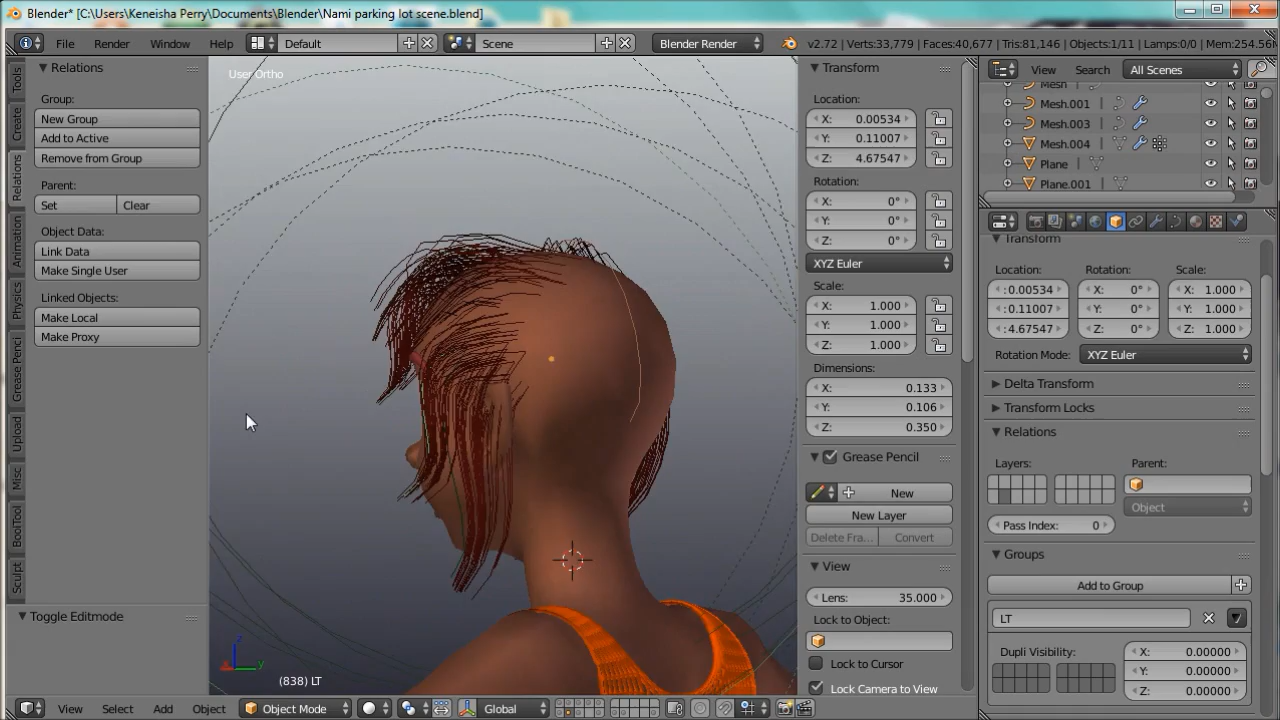 Blender* [C:\Users\Keneisha Perry\Documents\Blender\Nami parking lot scene.blend]
File Render Window Help Default Scene Blender Render v2.72 | Verts:33,779 | Faces:40,677 | Tris:81,146 | Objects:1/11 | Lamps:0/0 | Mem:254.56
Tools
Create
Relations
Animation
Physics
Grease Penci
Upload
Misc
BoolTool
Sculpt
Relations
Group:
New Group
Add to Active
Remove from Group
Parent:
Set Clear
Object Data:
Link Data
Make Single User
Linked Objects:
Make Local
Make Proxy
Toggle Editmode
User Ortho
z
y
(838) LT
Transform
Location:
X: 0.00534
Y: 0.11007
Z: 4.67547
Rotation:
X: 0°
Y: 0°
Z: 0°
XYZ Euler
Scale:
X: 1.000
Y: 1.000
Z: 1.000
Dimensions:
X: 0.133
Y: 0.106
Z: 0.350
Grease Pencil
New
New Layer
Delete Fra... Convert
View
Lens: 35.000
Lock to Object:
Lock to Cursor
Lock Camera to View
View Search All Scenes
Mesh
Mesh.001
Mesh.003
Mesh.004
Plane
Plane.001
Transform
Location: Rotation: Scale:
:0.00534 X: 0° X: 1.000
:0.11007 Y: 0° Y: 1.000
:4.67547 Z: 0° Z: 1.000
Rotation Mode: XYZ Euler
Delta Transform
Transform Locks
Relations
Layers: Parent:
Object
Pass Index: 0
Groups
Add to Group
LT
Dupli Visibility:
X: 0.00000
Y: 0.00000
Z: 0.00000
View Select Add Object Object Mode Global